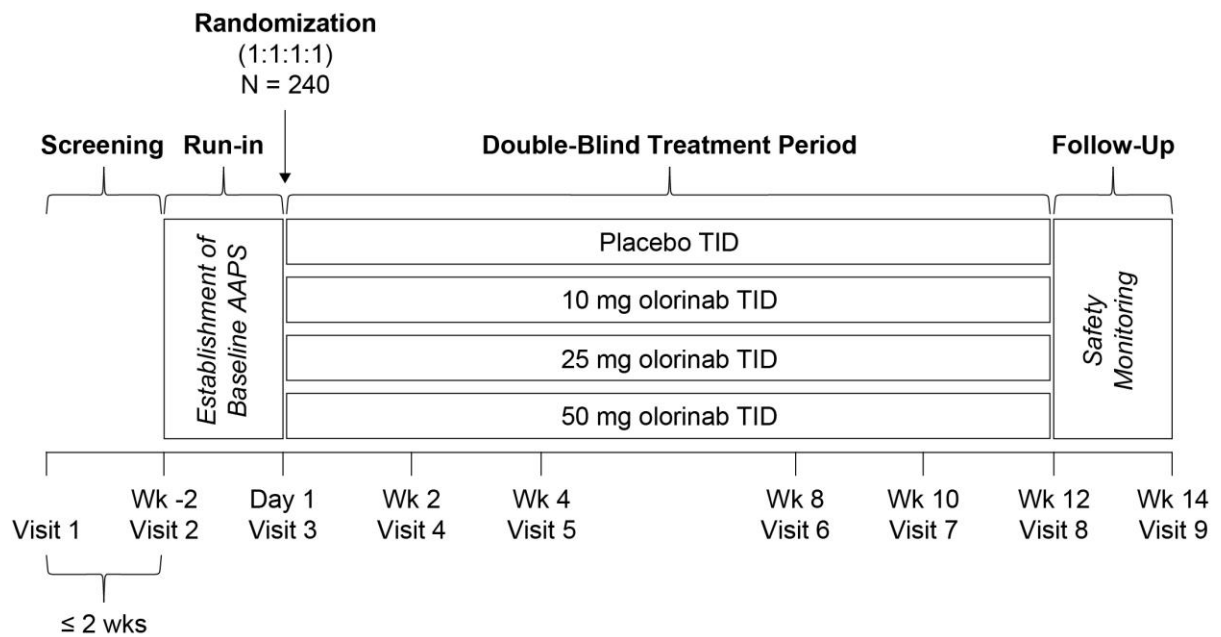 Randomization
(1:1:1:1)
N = 240
Screening Run-in Double-Blind Treatment Period Follow-Up
Establishment of
Baseline AAPS
Placebo TID
10 mg olorinab TID
25 mg olorinab TID
50 mg olorinab TID
Safety
Monitoring
Wk -2 Day 1 Wk 2 Wk 4 Wk 8 Wk 10 Wk 12 Wk 14
Visit 1 Visit 2 Visit 3 Visit 4 Visit 5 Visit 6 Visit 7 Visit 8 Visit 9
≤ 2 wks